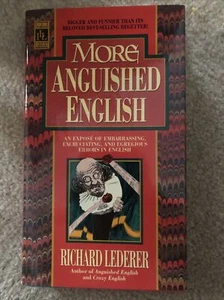 BIGGER AND FUNNIER THAN ITS
BELOVED BESTSELLING BEGETTER!
MORE
ANGUISHED
ENGLISH
AN EXPOSÉ OF EMBARRASSING,
EXCRUCIATING, AND EGREGIOUS
ERRORS IN ENGLISH
RICHARD LEDERER
Author of Anguished English
and Crazy English